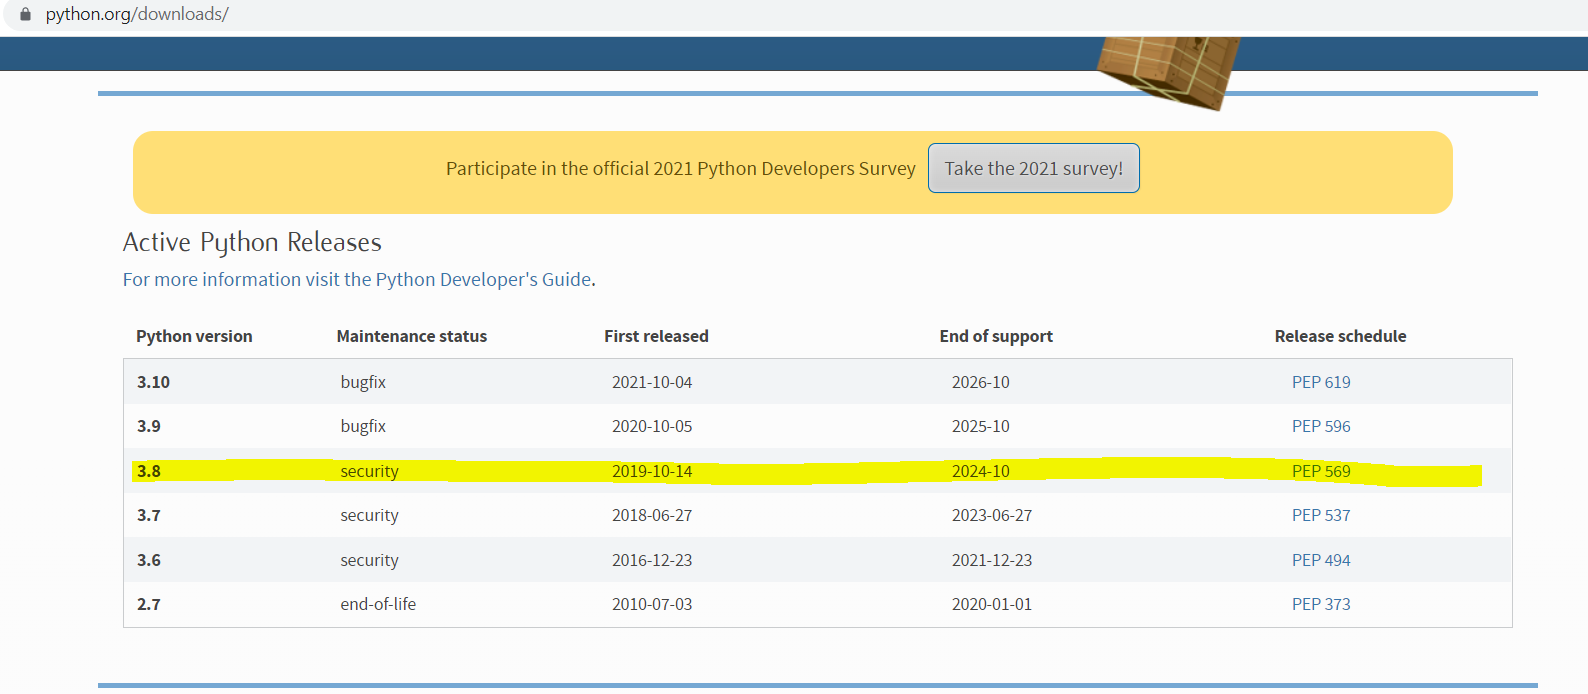 python.org/downloads/
Participate in the official 2021 Python Developers Survey Take the 2021 survey!
Active Python Releases
For more information visit the Python Developer's Guide.
Python version Maintenance status First released End of support Release schedule
3.10 bugfix 2021-10-04 2026-10 PEP 619
3.9 bugfix 2020-10-05 2025-10 PEP 596
3.8 security 2019-10-14 2024-10 PEP 569
3.7 security 2018-06-27 2023-06-27 PEP 537
3.6 security 2016-12-23 2021-12-23 PEP 494
2.7 end-of-life 2010-07-03 2020-01-01 PEP 373